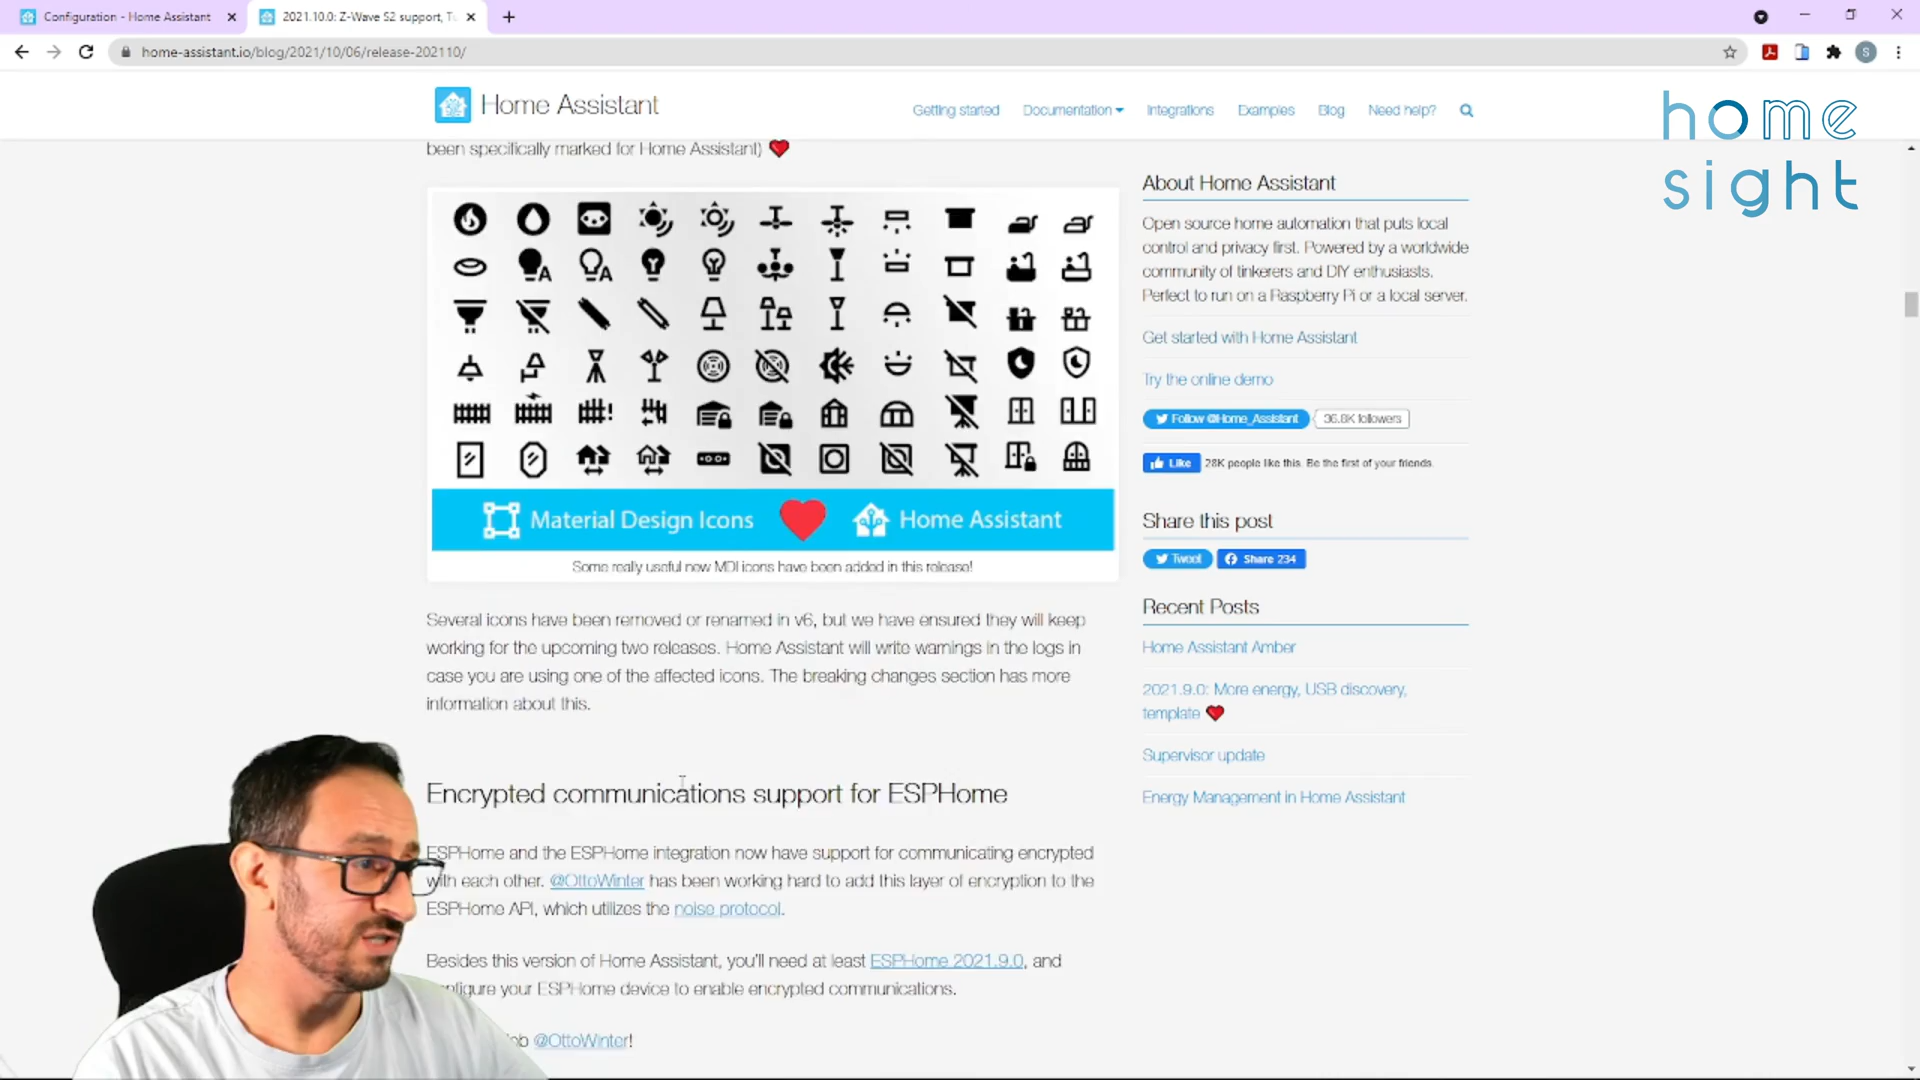 Configuration - Home Assistant
2021.10.0: Z-Wave S2 support, Tu
home-assistant.io/blog/2021/10/06/release-202110/
S
Home Assistant
Getting started
Documentation
Integrations
Examples
Blog
Need help?
home
sight
been specifically marked for Home Assistant)
A
A
Material Design Icons
Home Assistant
Some really useful new MDI icons have been added in this release!
Several icons have been removed or renamed in v6, but we have ensured they will keep
working for the upcoming two releases. Home Assistant will write warnings in the logs in
case you are using one of the affected icons. The breaking changes section has more
information about this.
Encrypted communications support for ESPHome
ESPHome and the ESPHome integration now have support for communicating encrypted
with each other. @OttoWinter has been working hard to add this layer of encryption to the
ESPHome API, which utilizes the noise protocol.
Besides this version of Home Assistant, you'll need at least ESPHome 2021.9.0, and
nfigure your ESPHome device to enable encrypted communications.
ob @OttoWinter!
About Home Assistant
Open source home automation that puts local
control and privacy first. Powered by a worldwide
community of tinkerers and DIY enthusiasts.
Perfect to run on a Raspberry Pi or a local server.
Get started with Home Assistant
Try the online demo
Follow @Home_Assistant
36.8K followers
Like
28K people like this. Be the first of your friends.
Share this post
Tweet
Share 234
Recent Posts
Home Assistant Amber
2021.9.0: More energy, USB discovery,
template
Supervisor update
Energy Management in Home Assistant